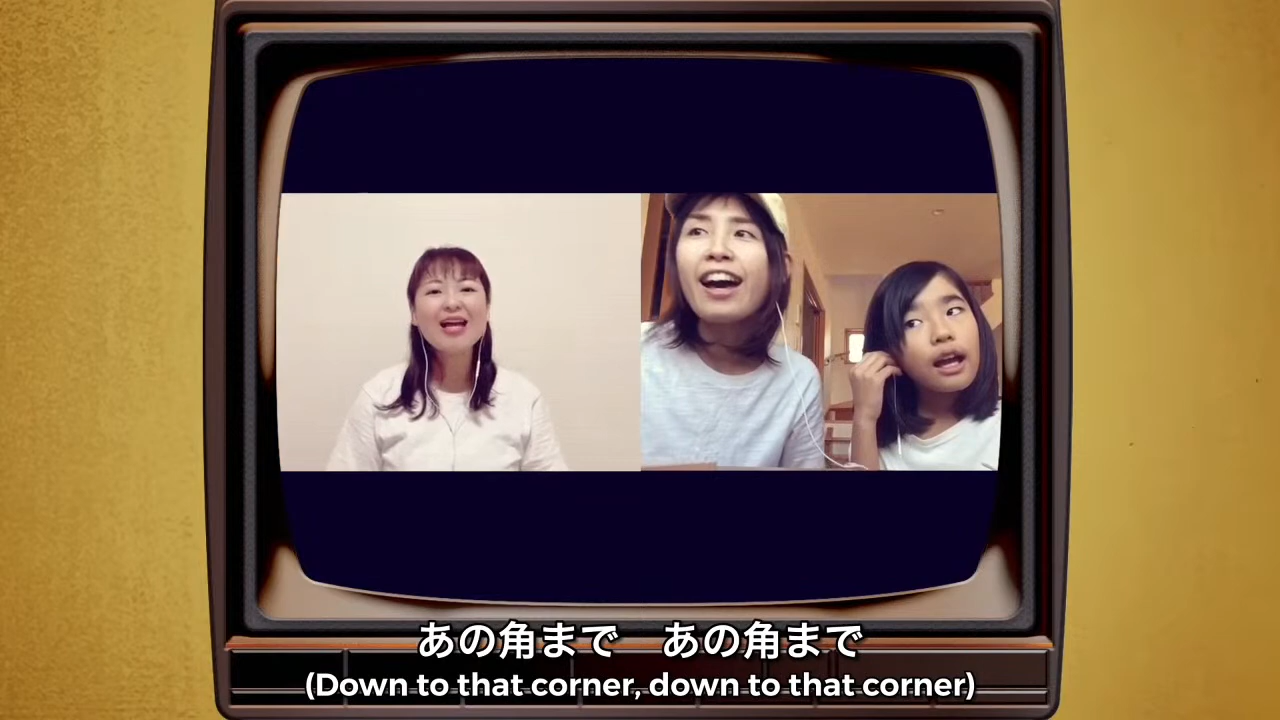 あの角まで　あの角まで
(Down to that corner, down to that corner)